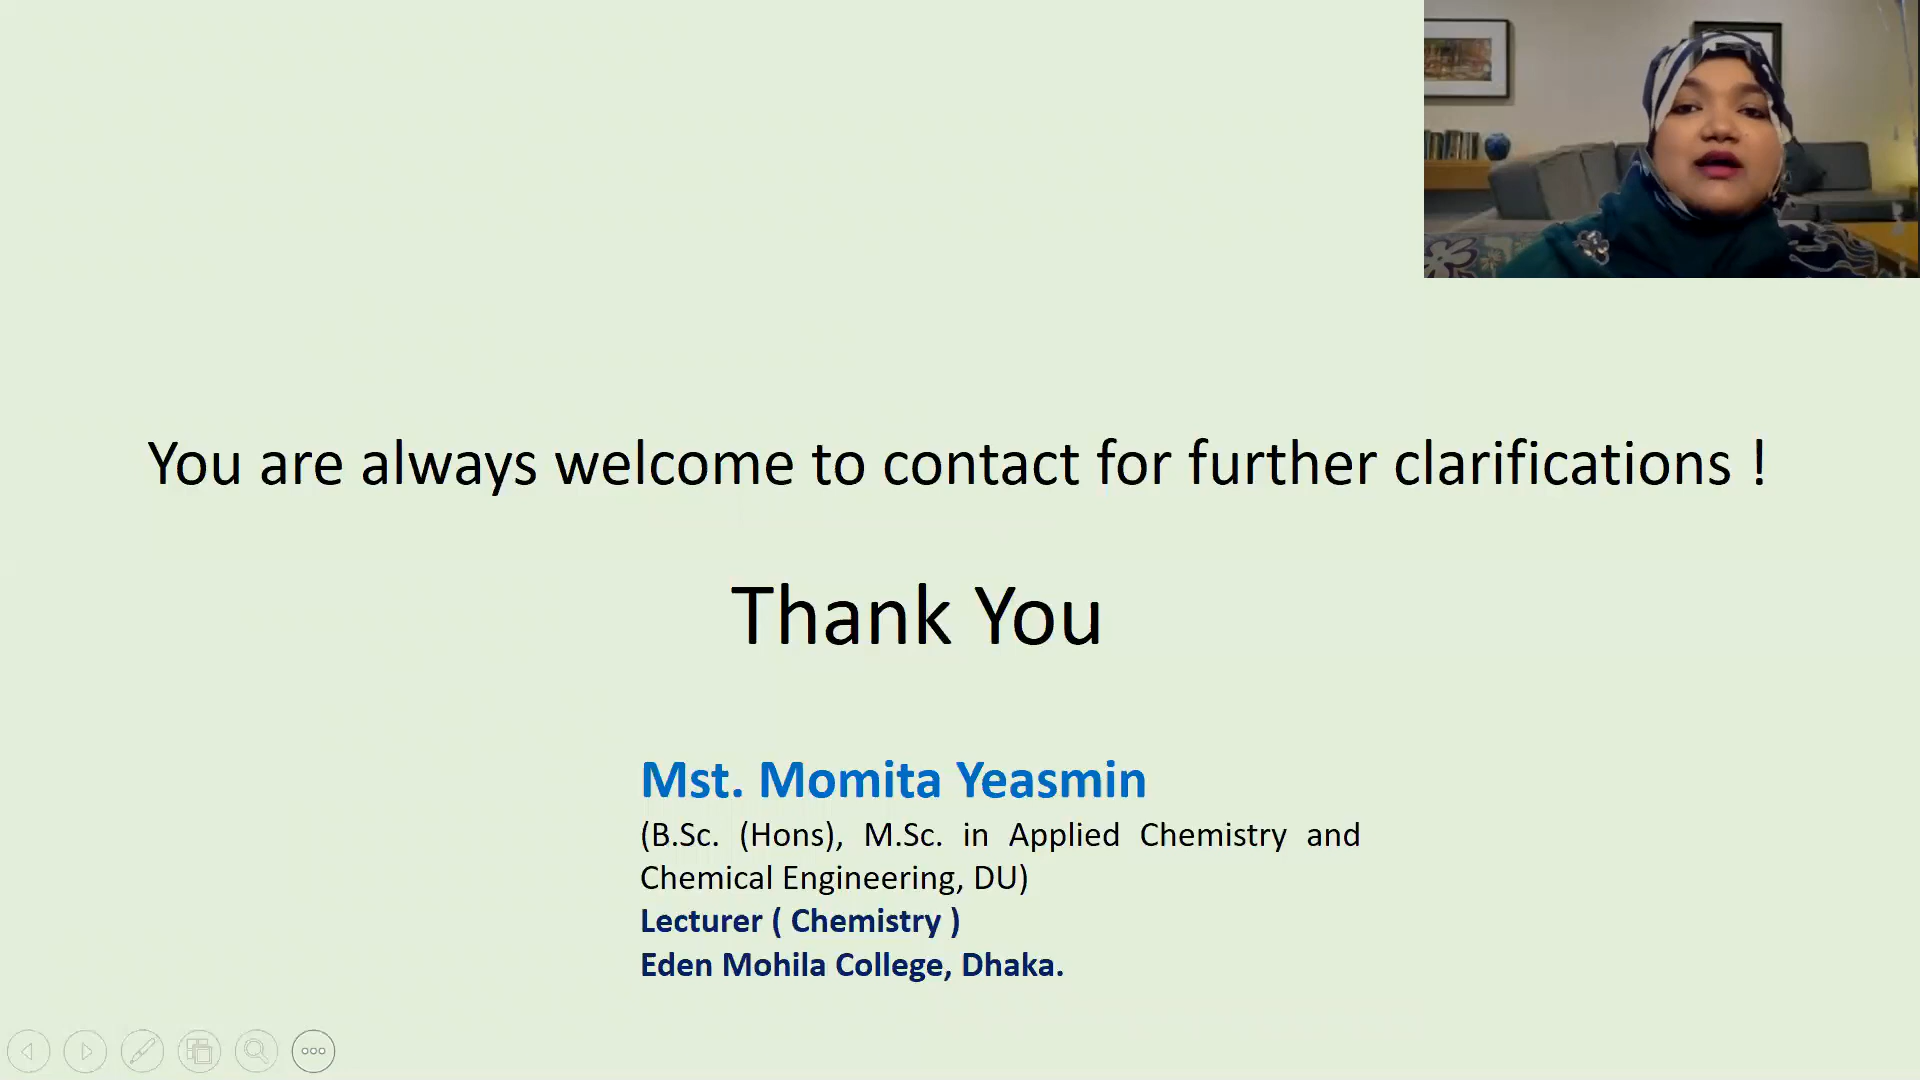 You are always welcome to contact for further clarifications !
Thank You
Mst. Momita Yeasmin
(B.Sc. (Hons), M.Sc. in Applied Chemistry and
Chemical Engineering, DU)
Lecturer ( Chemistry )
Eden Mohila College, Dhaka.